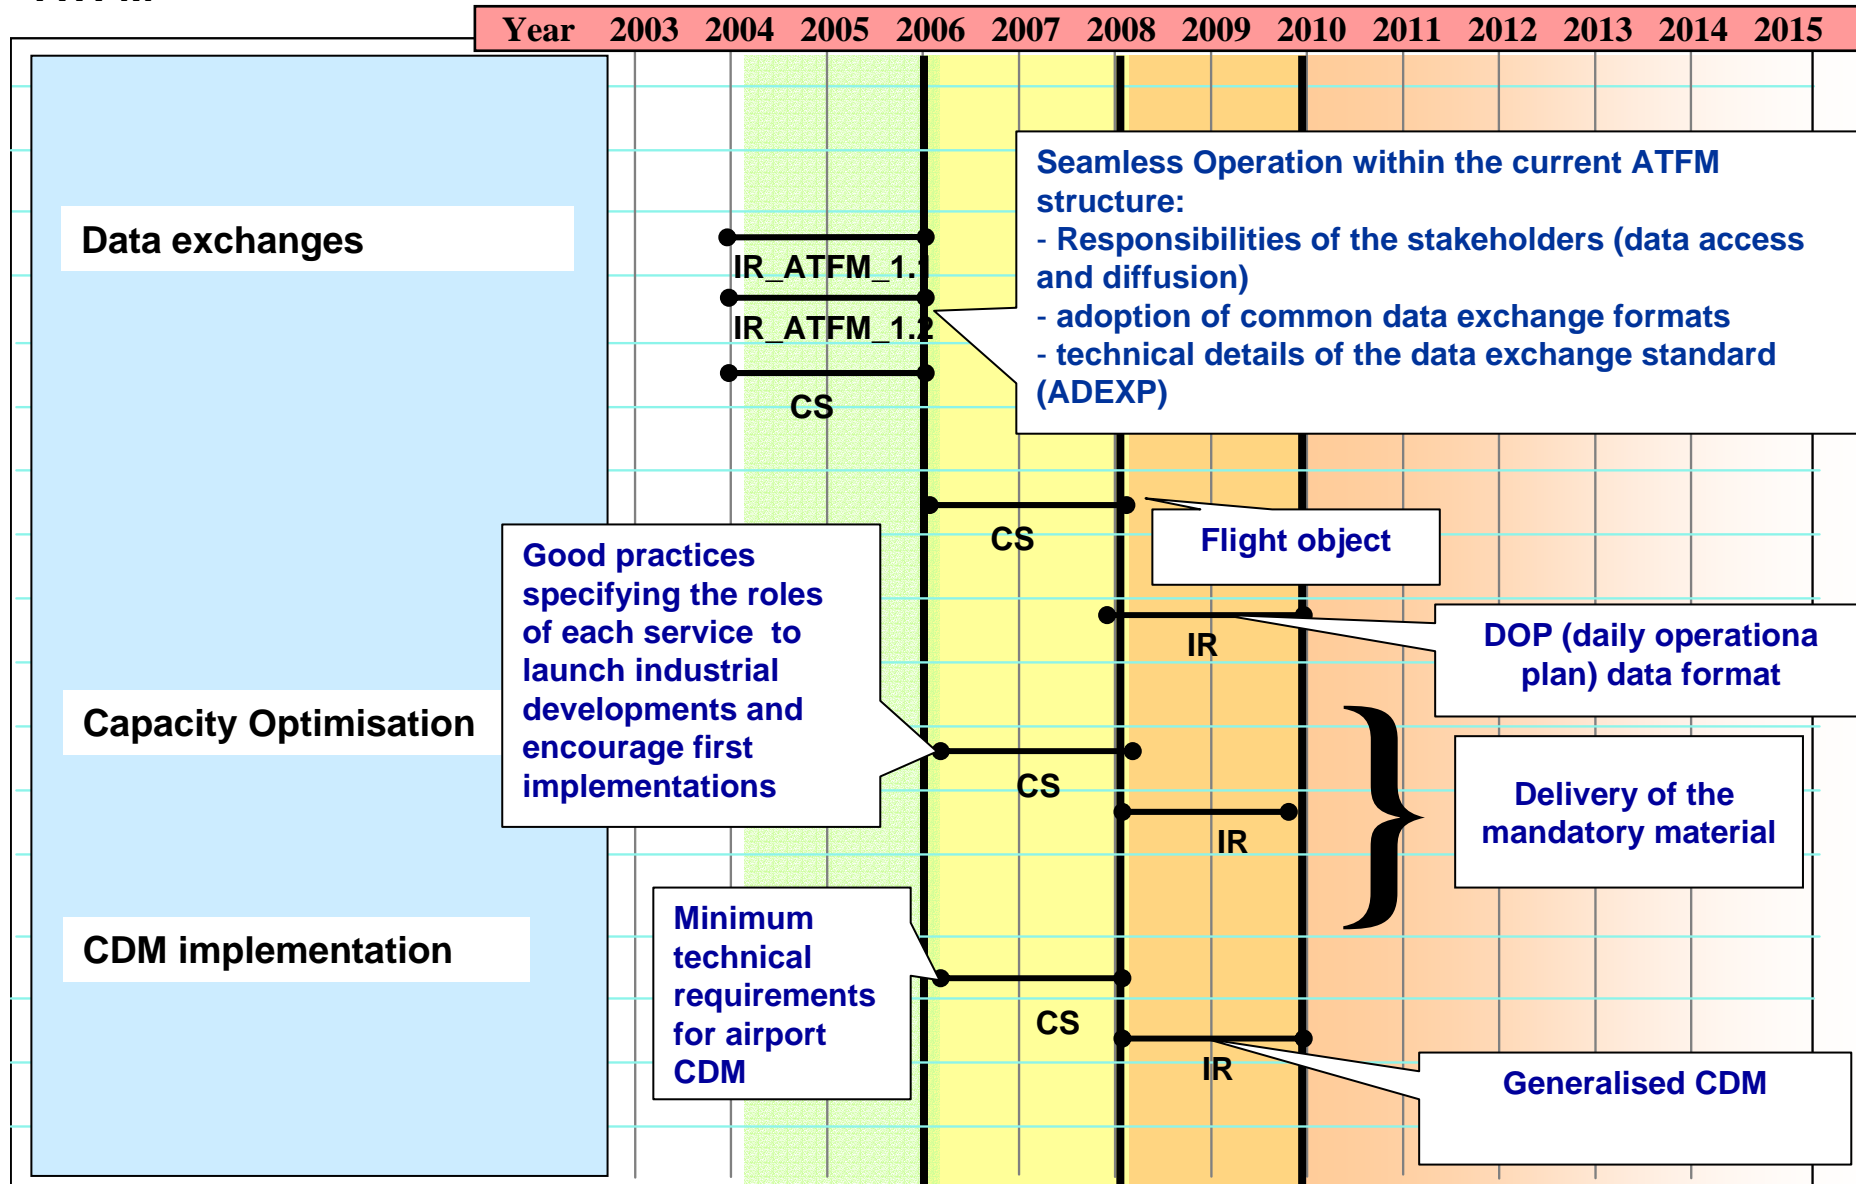 Year 2003 2004 2005 2006 2007 2008 2009 2010 2011 2012 2013 2014 2015
Seamless Operation within the current ATFM
structure:
- Responsibilities of the stakeholders (data access
and diffusion)
- adoption of common data exchange formats
- technical details of the data exchange standard
(ADEXP)
Data exchanges
IR_ATFM_1.1
IR_ATFM_1.2
CS
CS
Flight object
Good practices
specifying the roles
of each service to
launch industrial
developments and
encourage first
implementations
IR
DOP (daily operationa
plan) data format
Capacity Optimisation
CS
IR
Delivery of the
mandatory material
}
CDM implementation
Minimum
technical
requirements
for airport
CDM
CS
IR
Generalised CDM